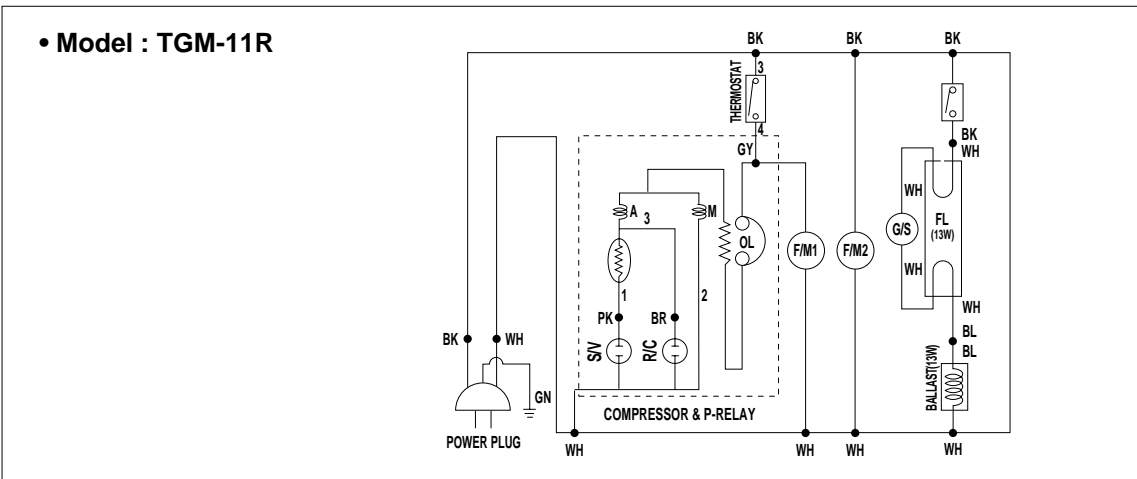 • Model : TGM-11R
BK BK BK
THERMOSTAT
3
4
GY
BK
WH
A
3
M
OL
F/M1
F/M2
WH
G/S
FL
(13W)
WH
WH
1
2
PK
BR
S/V
R/C
BK
WH
BL
BL
BALLAST(13W)
GN
COMPRESSOR & P-RELAY
POWER PLUG
WH WH WH WH